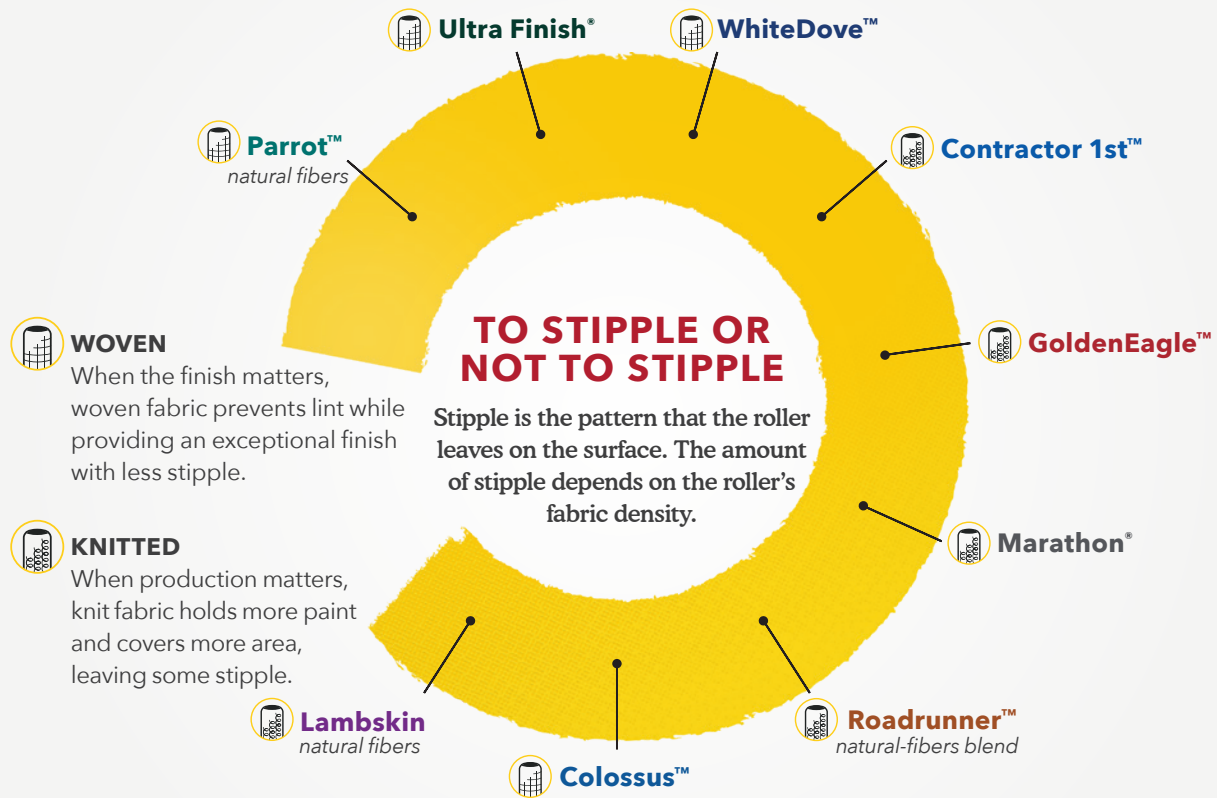 Ultra Finish®
WhiteDove™
Parrot™
natural fibers
Contractor 1st™
GoldenEagle™
Marathon®
Roadrunner™
natural-fibers blend
Colossus™
Lambskin
natural fibers
TO STIPPLE OR
NOT TO STIPPLE
Stipple is the pattern that the roller
leaves on the surface. The amount
of stipple depends on the roller’s
fabric density.
WOVEN
When the finish matters,
woven fabric prevents lint while
providing an exceptional finish
with less stipple.
KNITTED
When production matters,
knit fabric holds more paint
and covers more area,
leaving some stipple.